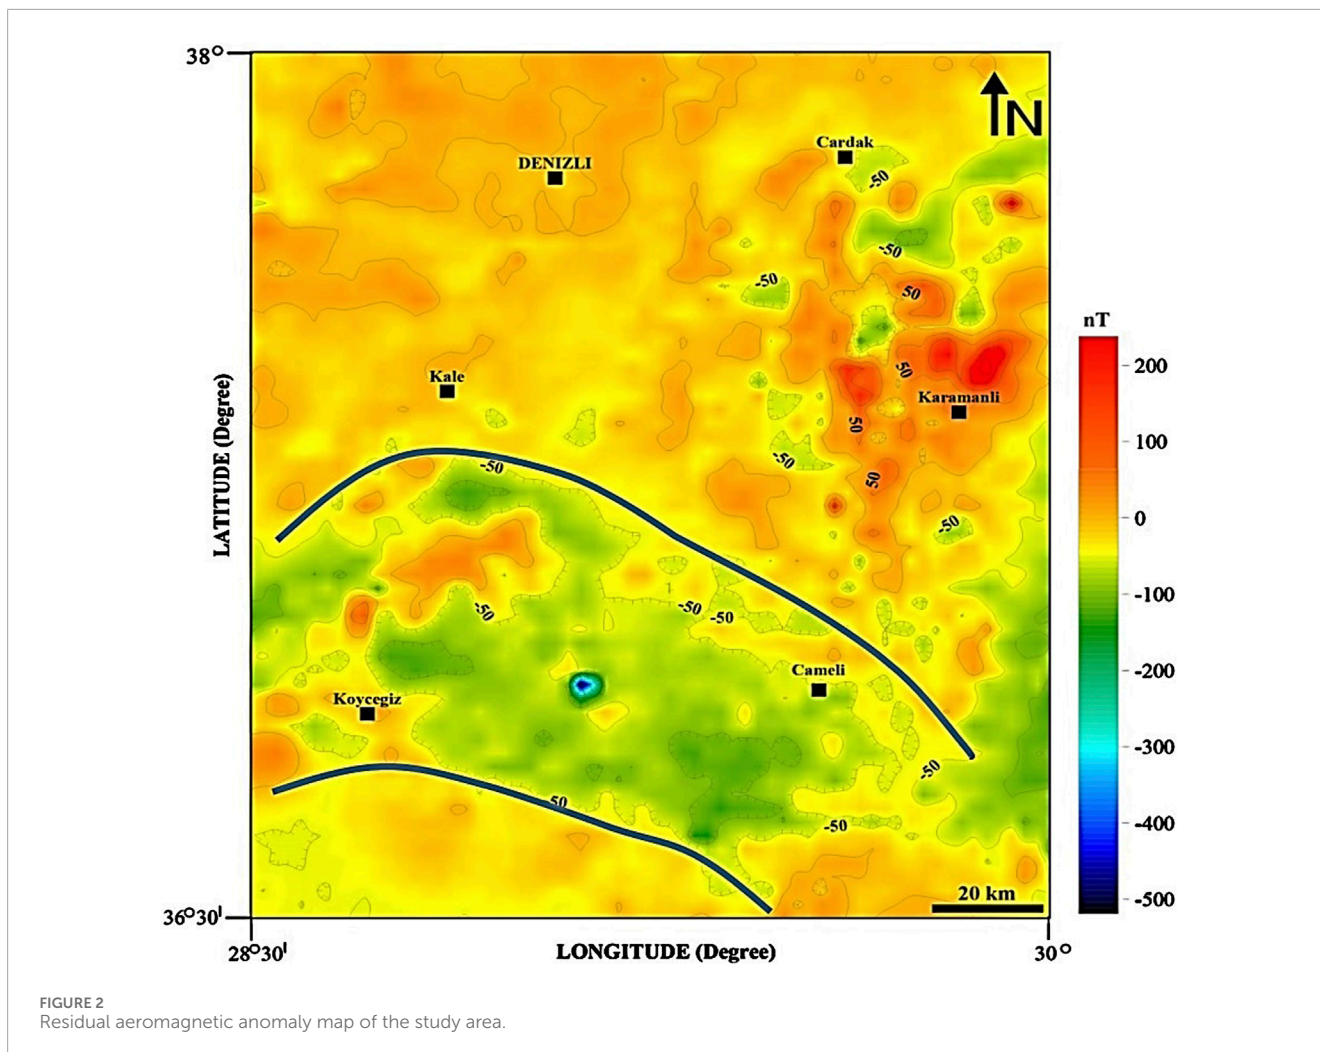 38°
N
Cardak
DENIZLI
-50
-50
-50
50
nT
200
50
Kale
Karamanli
50
100
-50
-50
50
0
-50
LATITUDE (Degree)
-100
-50
-50
-50
-200
Cameli
Koycegiz
-300
-50
50
-50
-400
20 km
-500
36°30'
28°30'
LONGITUDE (Degree)
30°
FIGURE 2
Residual aeromagnetic anomaly map of the study area.